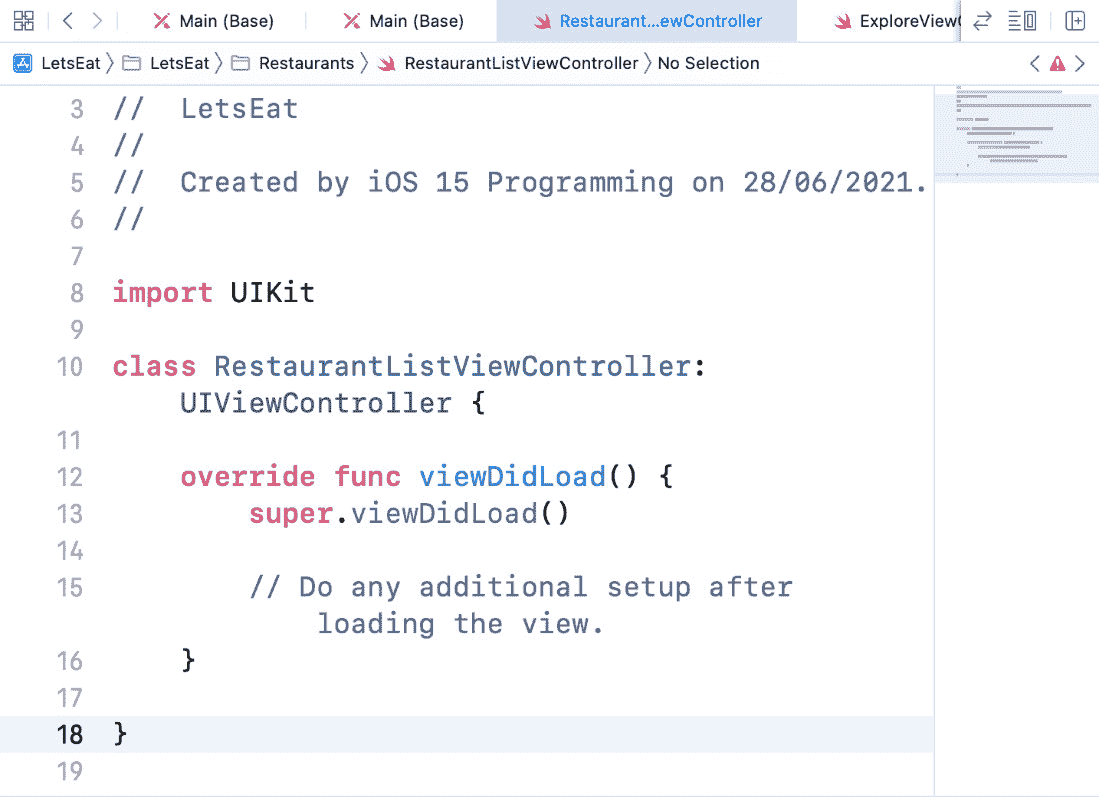 Main (Base) Main (Base) Restaurant...ewController ExploreView
LetsEat LetsEat Restaurants RestaurantListViewController No Selection
3 // LetsEat
4 //
5 // Created by iOS 15 Programming on 28/06/2021.
6 //
7
8 import UIKit
9
10 class RestaurantListViewController:
UIViewController {
11
12 override func viewDidLoad() {
13 super.viewDidLoad()
14
15 // Do any additional setup after
loading the view.
16 }
17
18 }
19